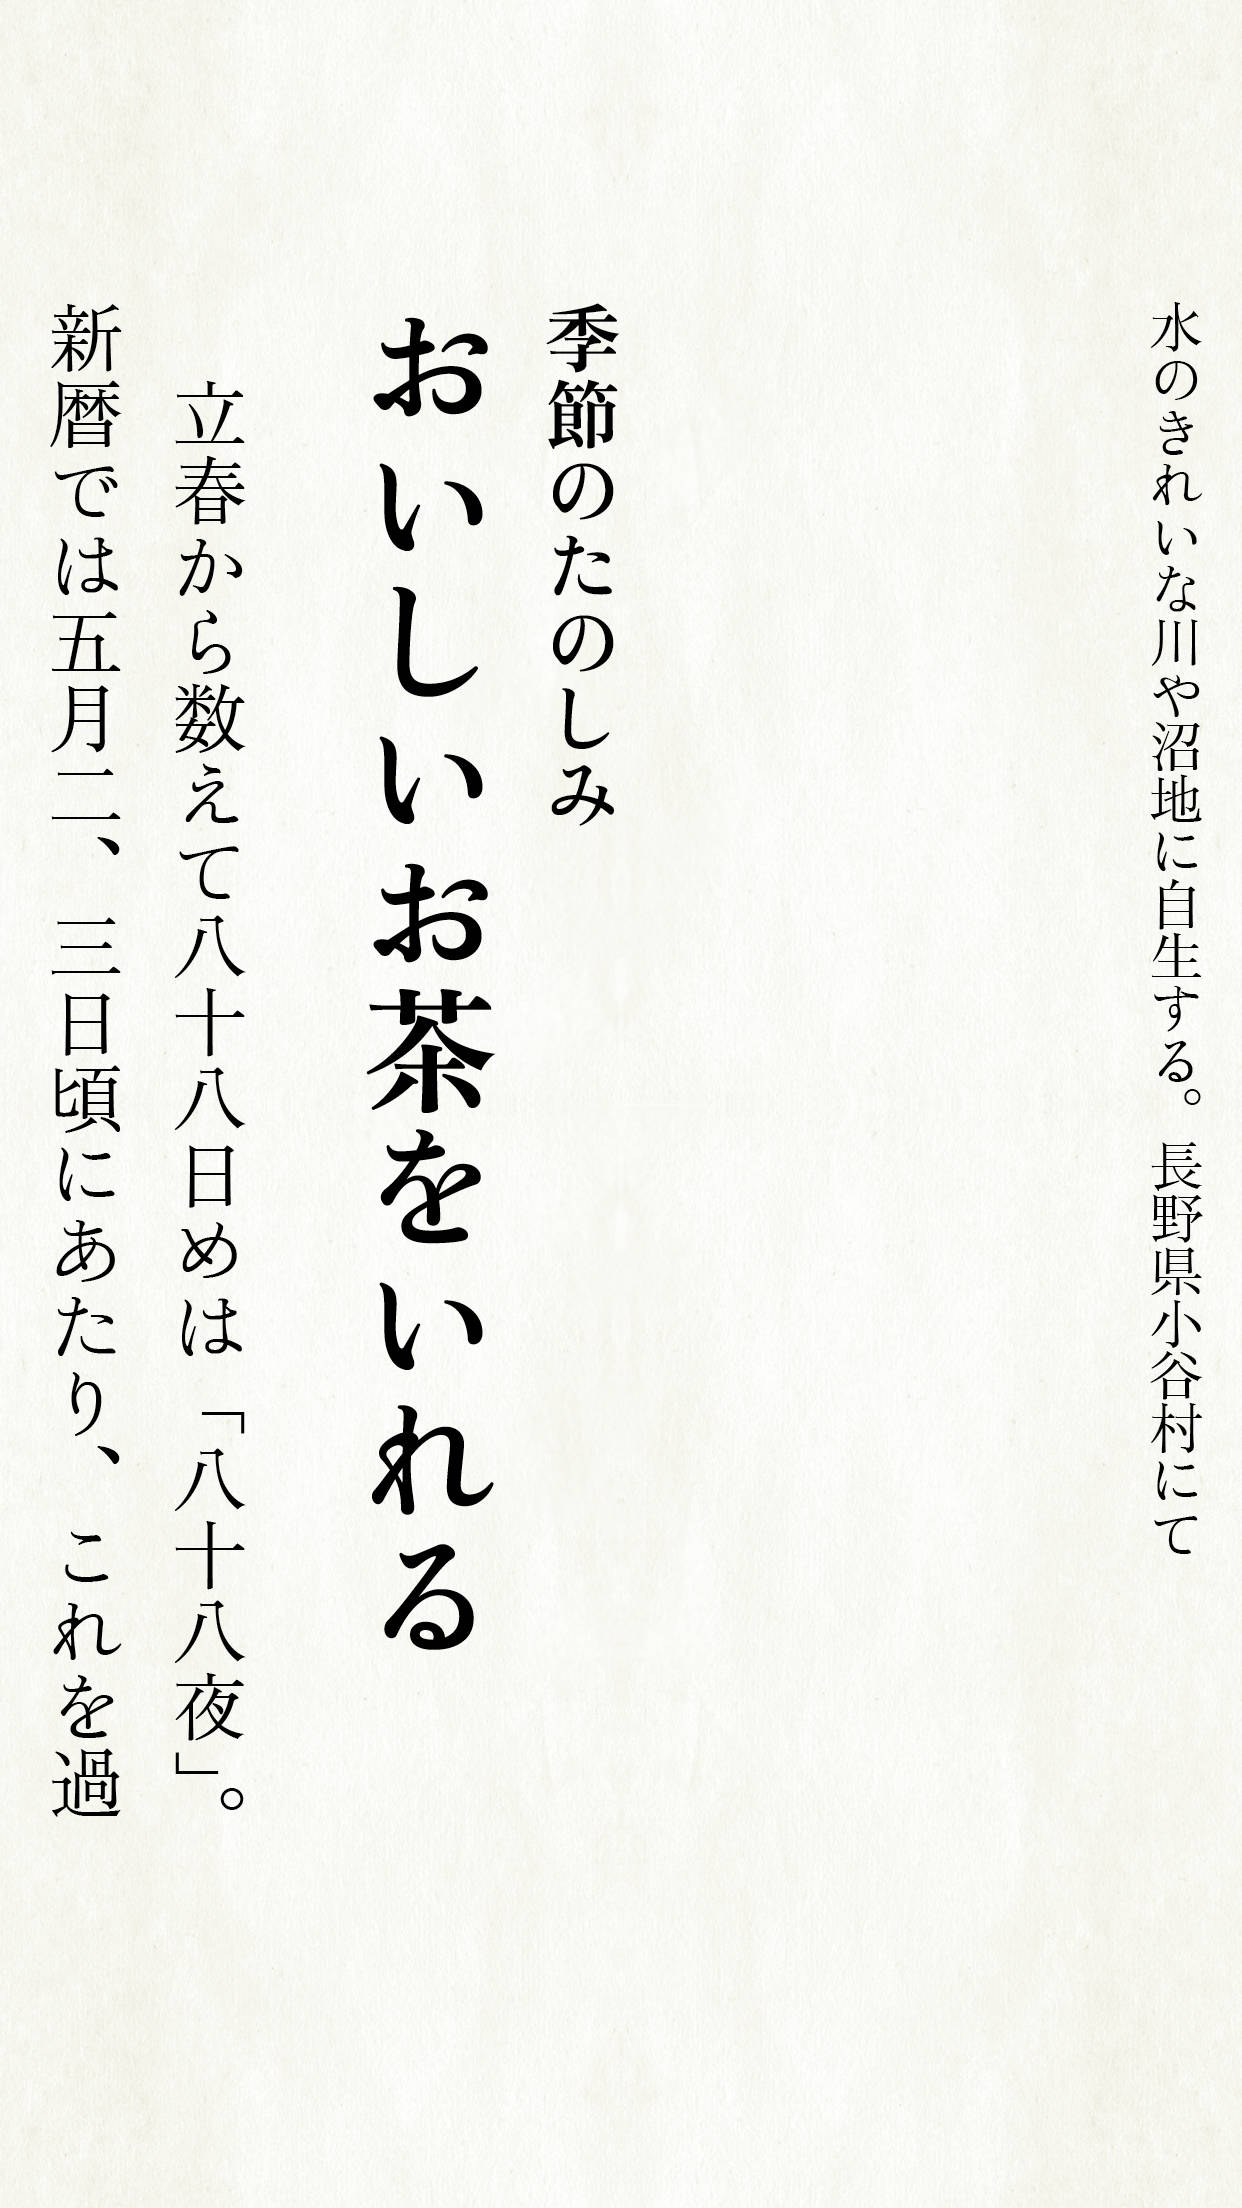 水のきれいな川や沼地に自生する。長野県小谷村にて
季節のたのしみ
おいしいお茶をいれる
立春から数えて八十八日めは「八十八夜」。
新暦では五月二、三日頃にあたり、これを過